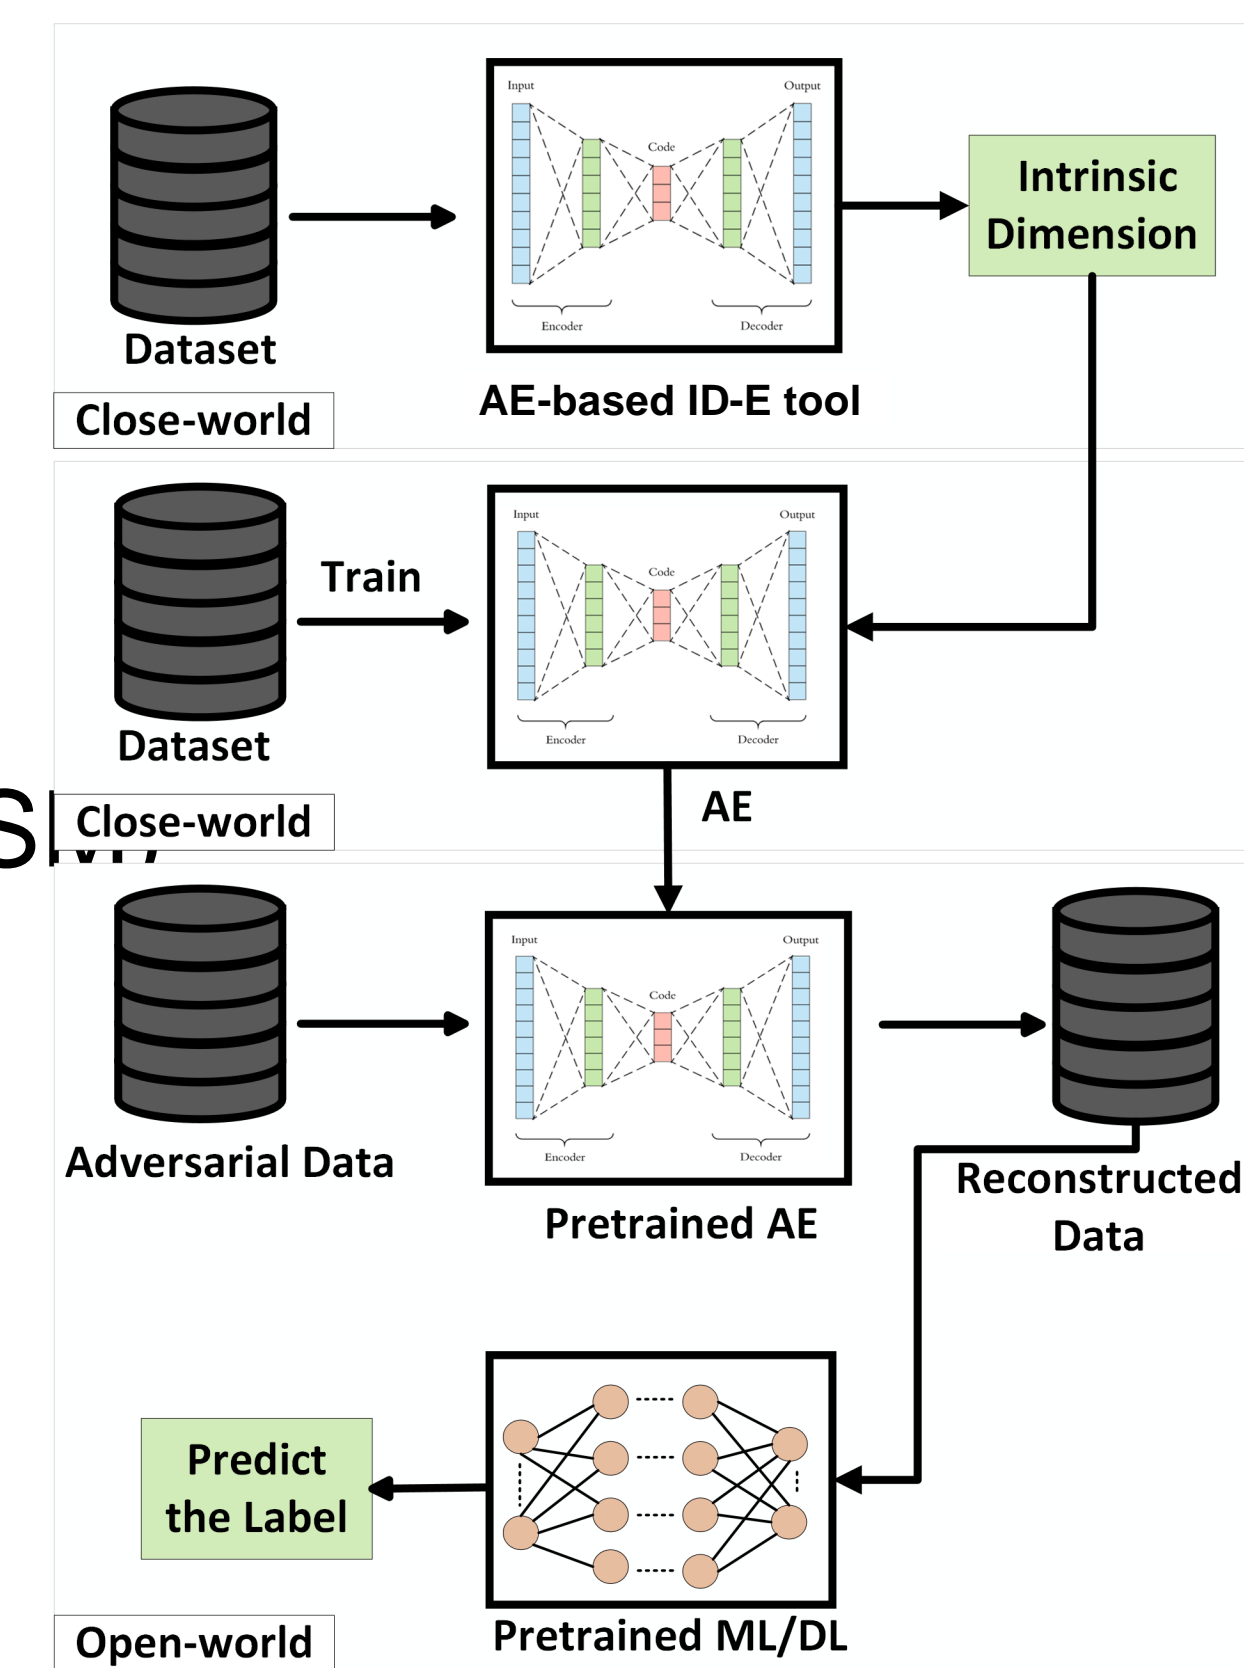 Input
Output
Code
Encoder
Decoder
Dataset
AE-based ID-E tool
Intrinsic
Dimension
Close-world
Train
Input
Output
Code
Encoder
Decoder
Dataset
AE
Close-world
Input
Output
Code
Encoder
Decoder
Adversarial Data
Pretrained AE
Reconstructed
Data
Predict
the Label
Pretrained ML/DL
Open-world